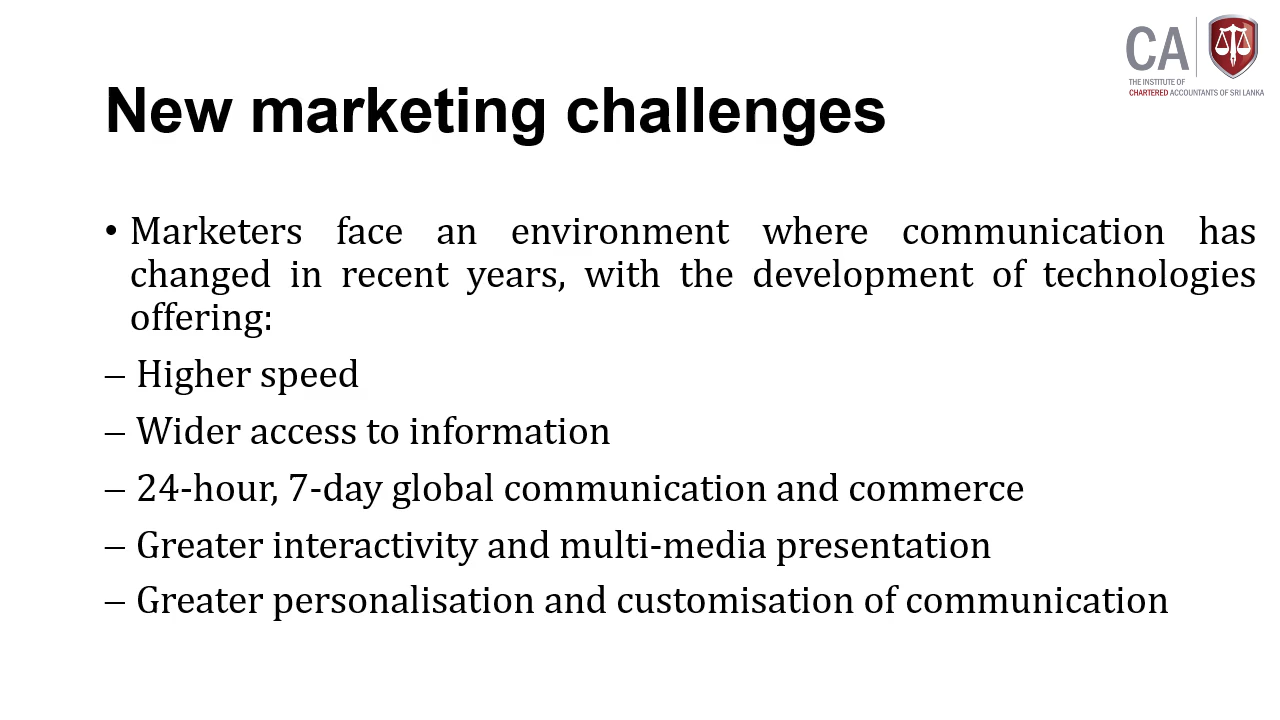 CA
THE INSTITUTE OF
CHARTERED ACCOUNTANTS OF SRI LANKA
New marketing challenges
• Marketers face an environment where communication has
changed in recent years, with the development of technologies
offering:
– Higher speed
– Wider access to information
– 24-hour, 7-day global communication and commerce
– Greater interactivity and multi-media presentation
– Greater personalisation and customisation of communication